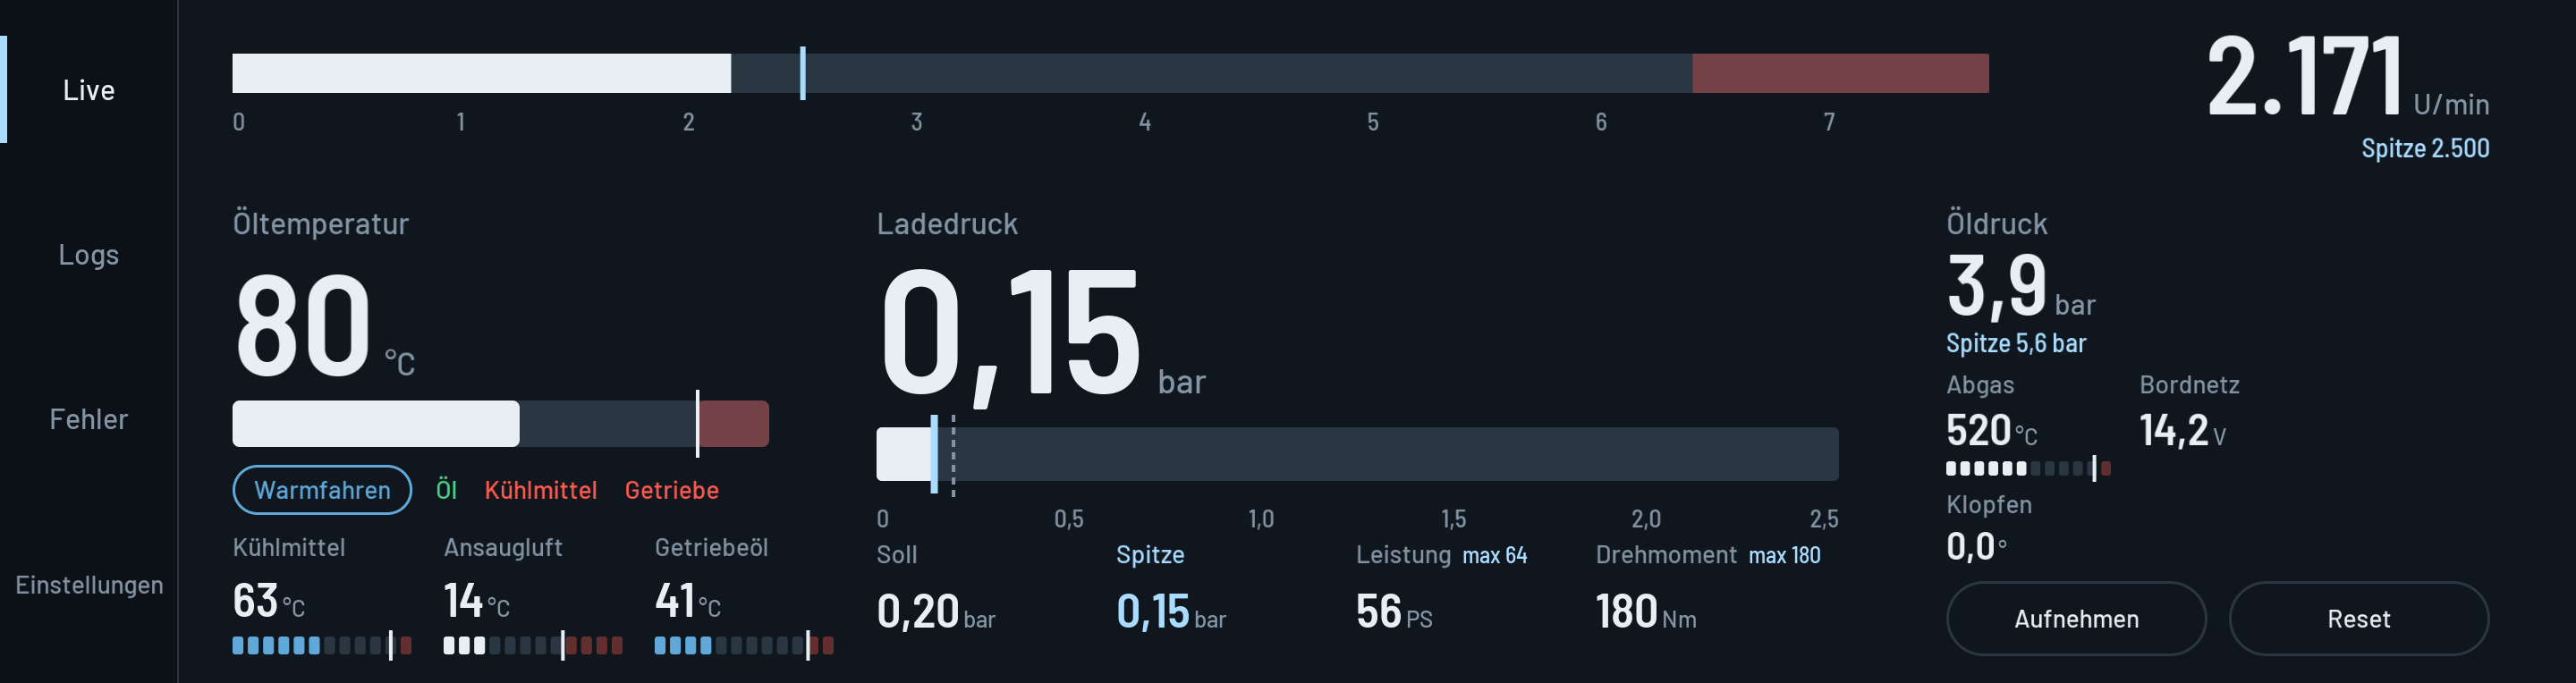 Live
Logs
Fehler
Einstellungen
0 1 2 3 4 5 6 7
2.171 U/min
Spitze 2.500
Öltemperatur
80 °C
Warmfahren Öl Kühlmittel Getriebe
Kühlmittel Ansaugluft Getriebeöl
63 °C 14 °C 41 °C
Ladedruck
0,15 bar
0 0,5 1,0 1,5 2,0 2,5
Soll Spitze Leistung max 64 Drehmoment max 180
0,20 bar 0,15 bar 56 PS 180 Nm
Öldruck
3,9 bar
Spitze 5,6 bar
Abgas Bordnetz
520 °C 14,2 V
Klopfen
0,0 °
Aufnehmen Reset